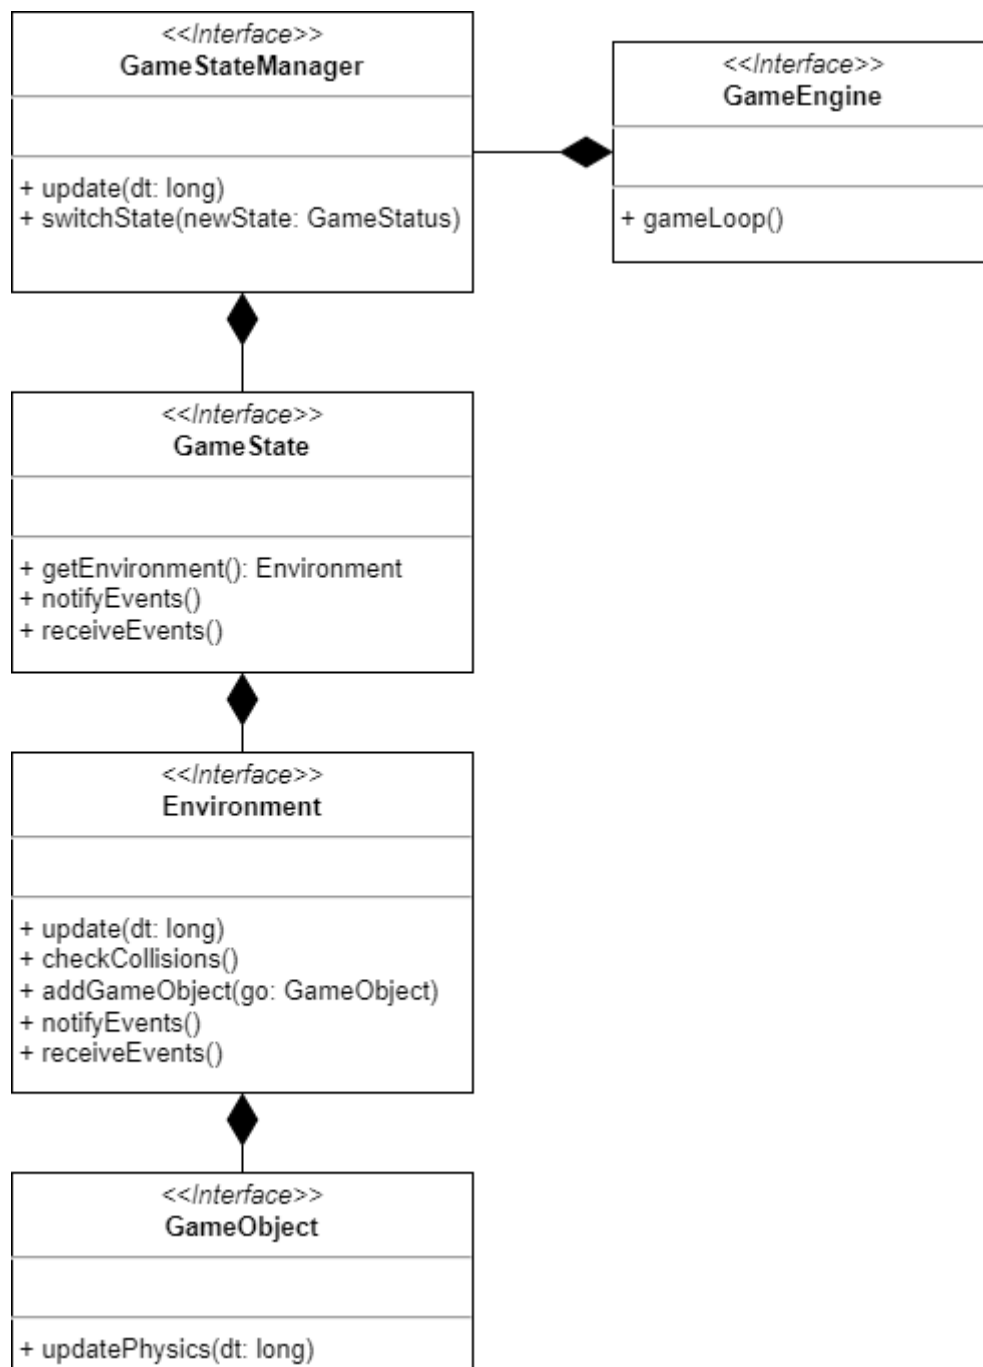 <<Interface>>
GameStateManager
+ update(dt: long)
+ switchState(newState: GameStatus)
<<Interface>>
GameEngine
+ gameLoop()
<<Interface>>
GameState
+ getEnvironment(): Environment
+ notifyEvents()
+ receiveEvents()
<<Interface>>
Environment
+ update(dt: long)
+ checkCollisions()
+ addGameObject(go: GameObject)
+ notifyEvents()
+ receiveEvents()
<<Interface>>
GameObject
+ updatePhysics(dt: long)